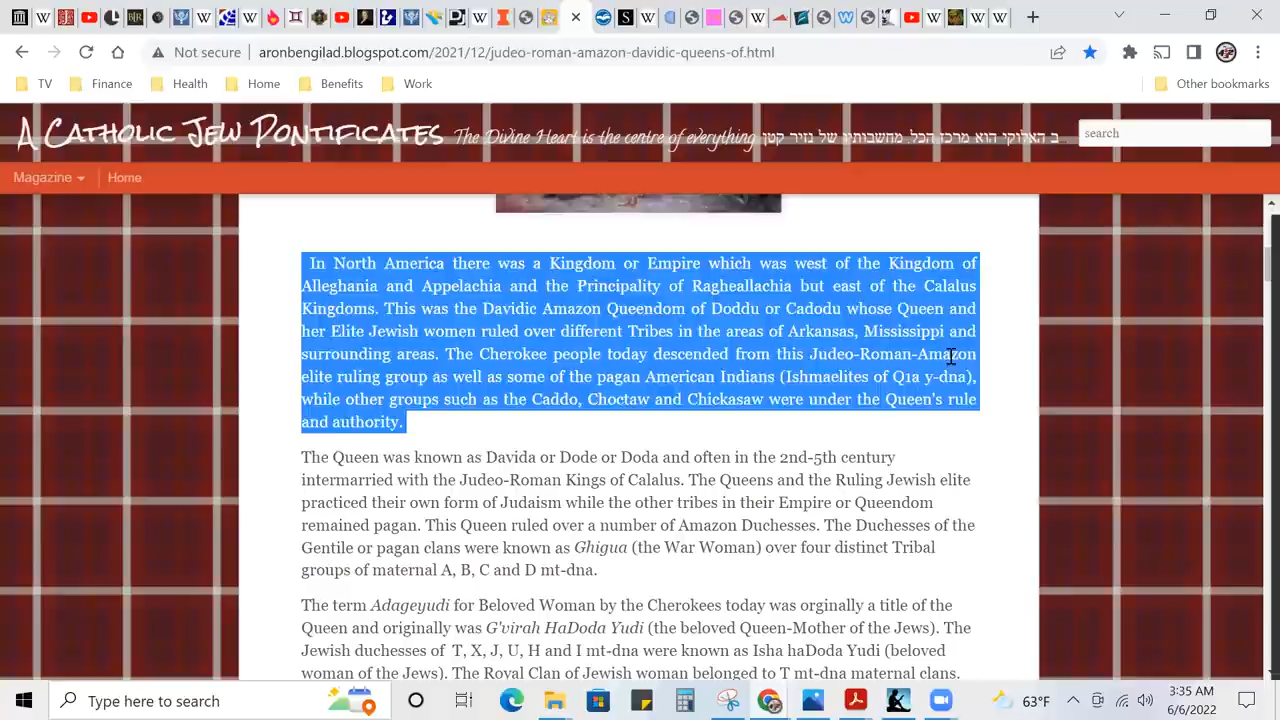 Not secure
aronbengilad.blogspot.com/2021/12/judeo-roman-amazon-davidic-queens-of.html
TV
Finance
Health
Home
Benefits
Work
Other bookmarks
A Catholic Jew Pontificates
The Divine Heart is the centre of everything ב האלוקי הוא מרכז הכל. מחשבותיו של נזיר קטן
search
Magazine
Home
In North America there was a Kingdom or Empire which was west of the Kingdom of
Alleghania and Appelachia and the Principality of Ragheallachia but east of the Calalus
Kingdoms. This was the Davidic Amazon Queendom of Doddu or Cadodu whose Queen and
her Elite Jewish women ruled over different Tribes in the areas of Arkansas, Mississippi and
surrounding areas. The Cherokee people today descended from this Judeo-Roman-Amazon
elite ruling group as well as some of the pagan American Indians (Ishmaelites of Q1a y-dna),
while other groups such as the Caddo, Choctaw and Chickasaw were under the Queen's rule
and authority.
The Queen was known as Davida or Dode or Doda and often in the 2nd-5th century
intermarried with the Judeo-Roman Kings of Calalus. The Queens and the Ruling Jewish elite
practiced their own form of Judaism while the other tribes in their Empire or Queendom
remained pagan. This Queen ruled over a number of Amazon Duchesses. The Duchesses of the
Gentile or pagan clans were known as Ghigua (the War Woman) over four distinct Tribal
groups of maternal A, B, C and D mt-dna.
The term Adageyudi for Beloved Woman by the Cherokees today was orginally a title of the
Queen and originally was G'virah HaDoda Yudi (the beloved Queen-Mother of the Jews). The
Jewish duchesses of T, X, J, U, H and I mt-dna were known as Isha haDoda Yudi (beloved
woman of the Jews). The Royal Clan of Jewish woman belonged to T mt-dna maternal clans.
Type here to search
63°F
3:35 AM
6/6/2022